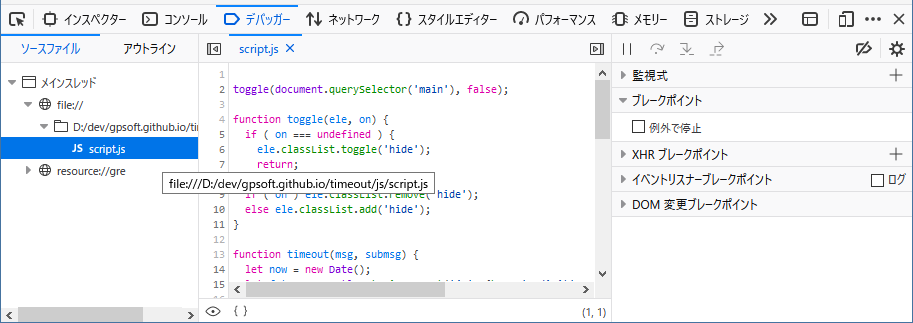 インスペクター コンソール デバッガー ネットワーク スタイルエディター パフォーマンス メモリー ストレージ »
ソースファイル アウトライン
メインスレッド
file://
D:/dev/gpsoft.github.io/tim
JS script.js
resource://gre
script.js
1
2 toggle(document.querySelector('main'), false);
3
4 function toggle(ele, on) {
5 if ( on === undefined ) {
6 ele.classList.toggle('hide');
7 return;
file:///D:/dev/gpsoft.github.io/timeout/js/script.js
9 if ( on ) ele.classList.remove('hide');
10 else ele.classList.add('hide');
11 }
12
13 function timeout(msg, submsg) {
14 let now = new Date();
15
{ } (1, 1)
監視式
ブレークポイント
例外で停止
XHR ブレークポイント
イベントリスナーブレークポイント ログ
DOM 変更ブレークポイント